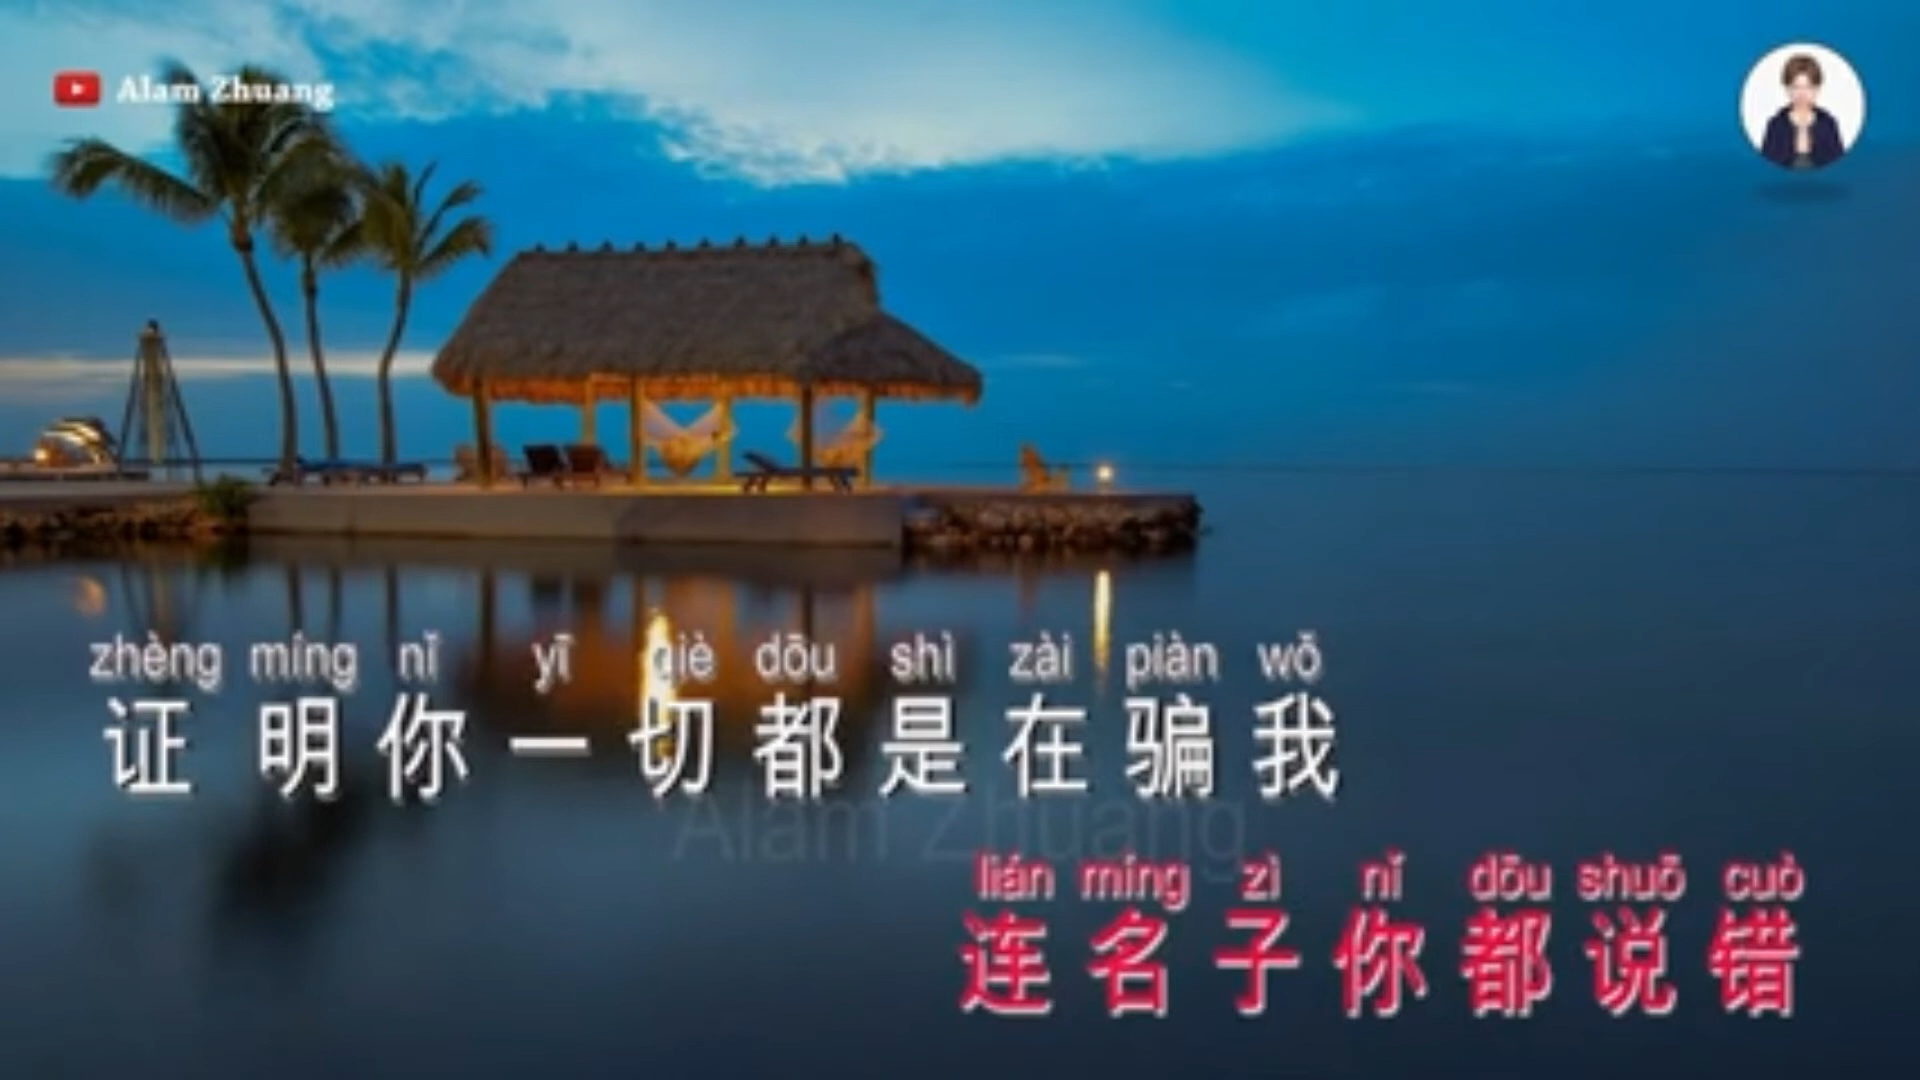 Alam Zhuang
zhèng míng nǐ yī qiè dōu shì zài piàn wǒ
证明你一切都是在骗我
Alam Zhuang
lián míng zì nǐ dōu shuō cuò
连名子你都说错